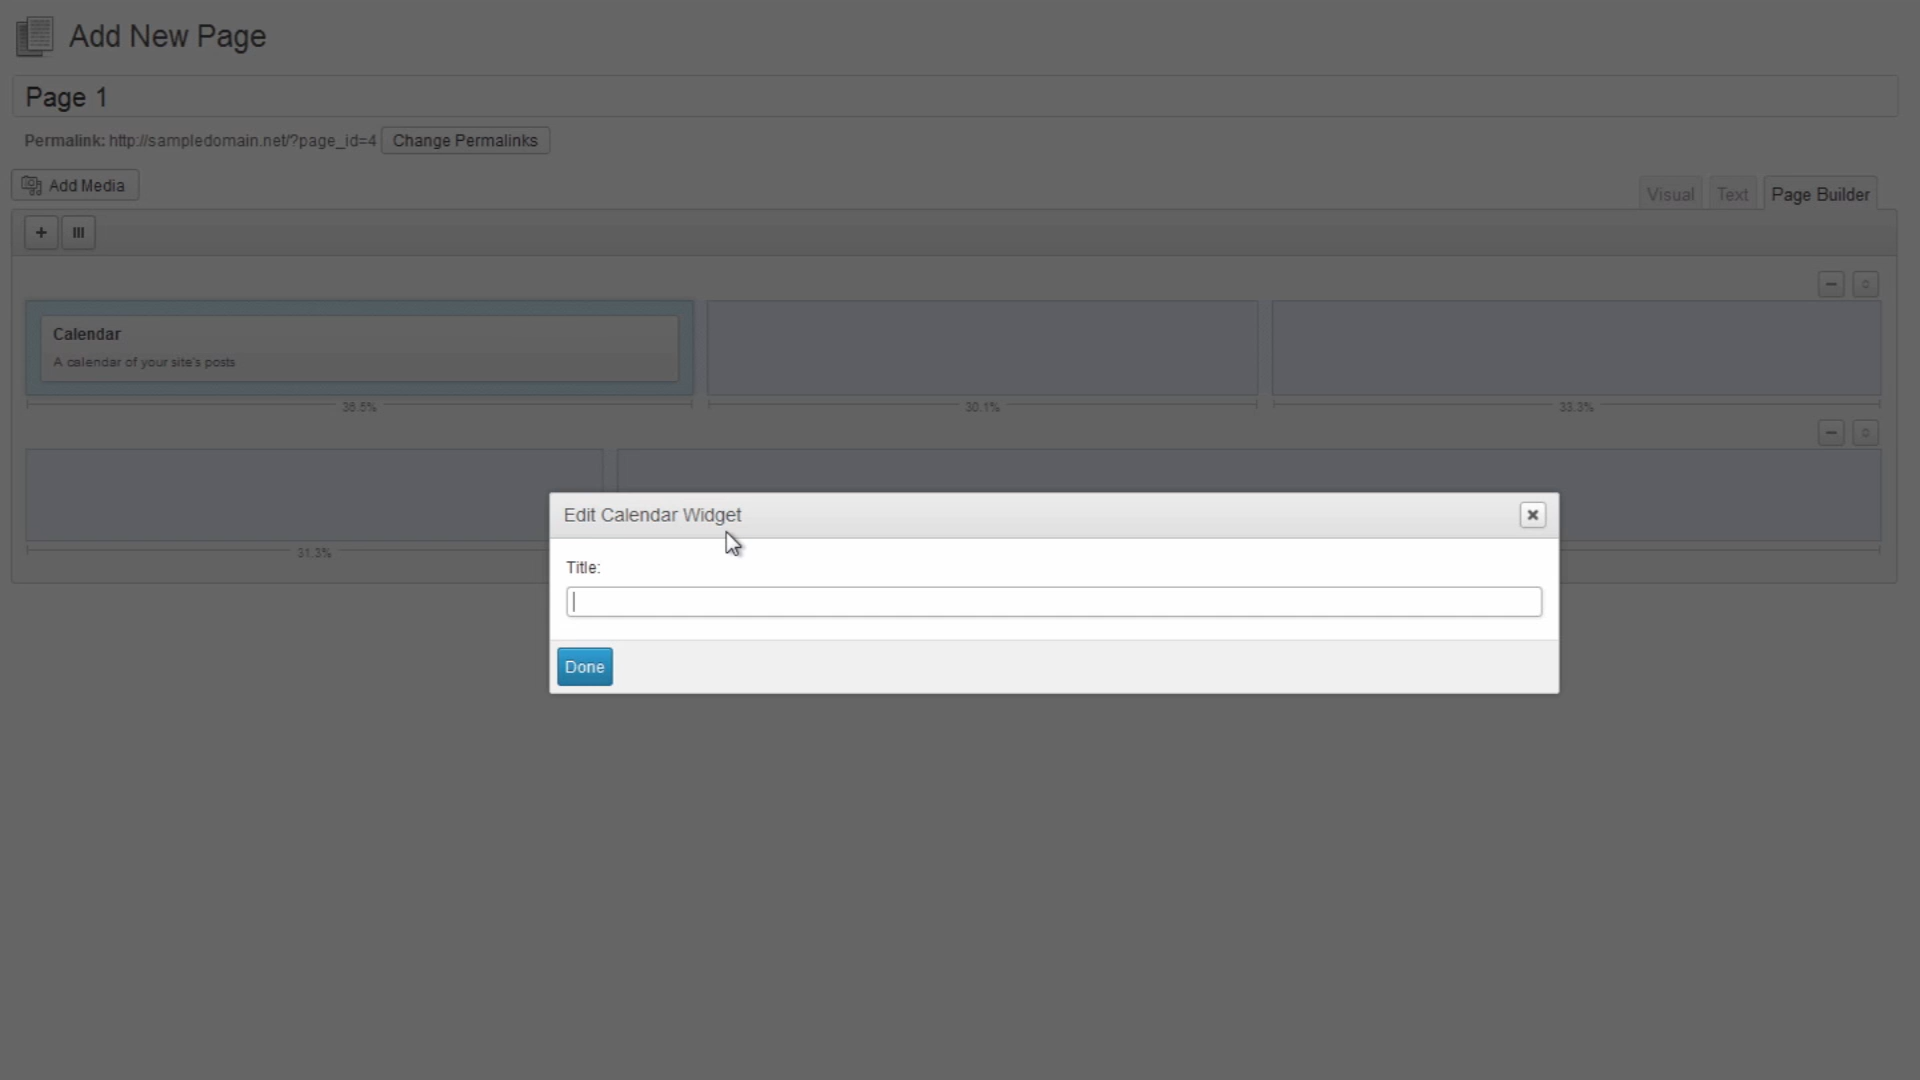 Add New Page
Page 1
Permalink: http://sampledomain.net/?page_id=4 Change Permalinks
Add Media
Visual Text Page Builder
Calendar
A calendar of your site's posts
36.5% 30.1% 33.3%
31.3%
Edit Calendar Widget
Title:
Done